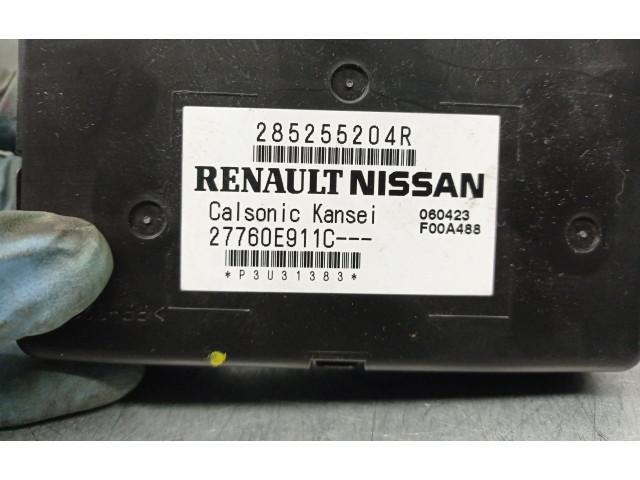 285255204R
RENAULT NISSAN
Calsonic Kansei 060423
27760E911C--- F00A488
*P3U31383*